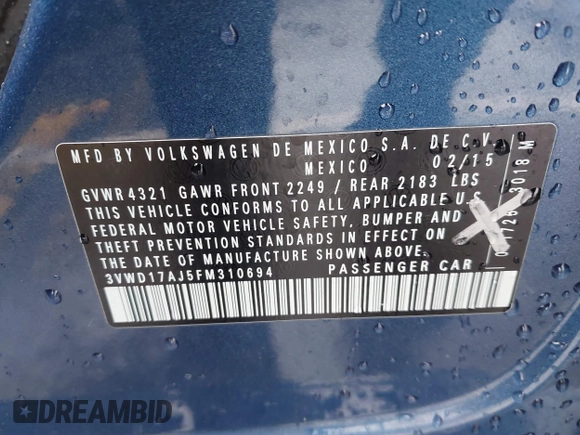 MFD BY VOLKSWAGEN DE MEXICO S.A. DE C.V.
MEXICO 02/15
GVWR 4321 GAWR FRONT 2249 / REAR 2183 LBS
THIS VEHICLE CONFORMS TO ALL APPLICABLE U.S.
FEDERAL MOTOR VEHICLE SAFETY, BUMPER AND
THEFT PREVENTION STANDARDS IN EFFECT ON
THE DATE OF MANUFACTURE SHOWN ABOVE.
3VWD17AJ5FM310694 PASSENGER CAR
3018 M
DREAMBID